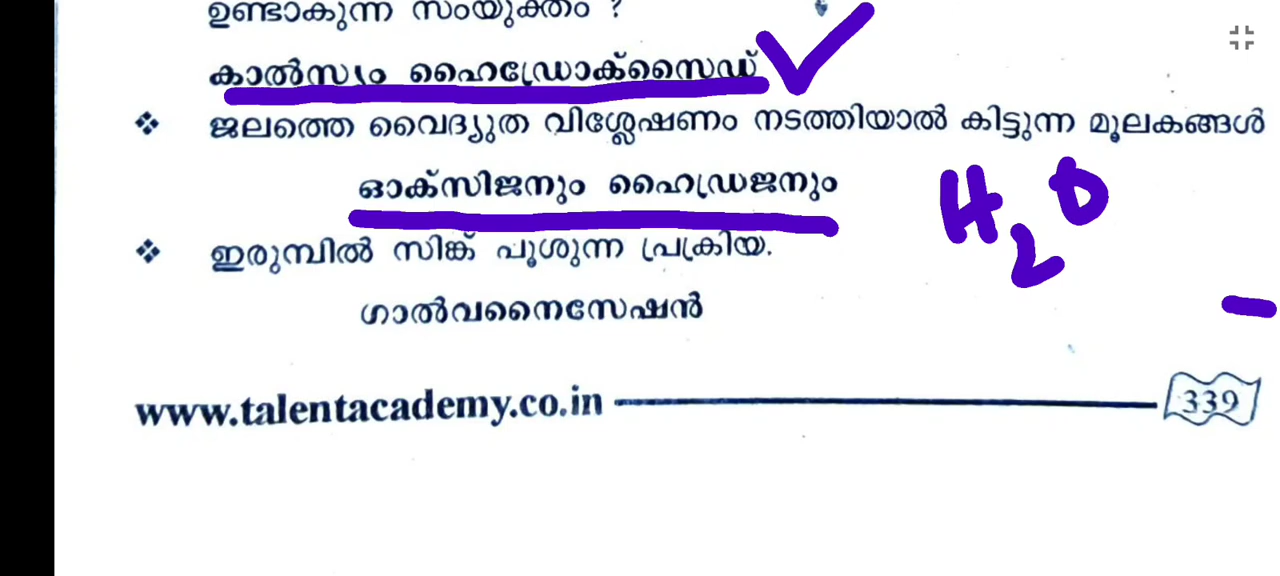 ഉണ്ടാകുന്ന സംയുക്തം ?
കാൽസ്യം ഹൈഡ്രോക്സൈഡ്
❖ ജലത്തെ വൈദ്യുത വിശ്ലേഷണം നടത്തിയാൽ കിട്ടുന്ന മൂലകങ്ങൾ
ഓക്സിജനും ഹൈഡ്രജനും
H2O
❖ ഇരുമ്പിൽ സിങ്ക് പൂശുന്ന പ്രക്രിയ.
ഗാൽവനൈസേഷൻ
www.talentacademy.co.in 339